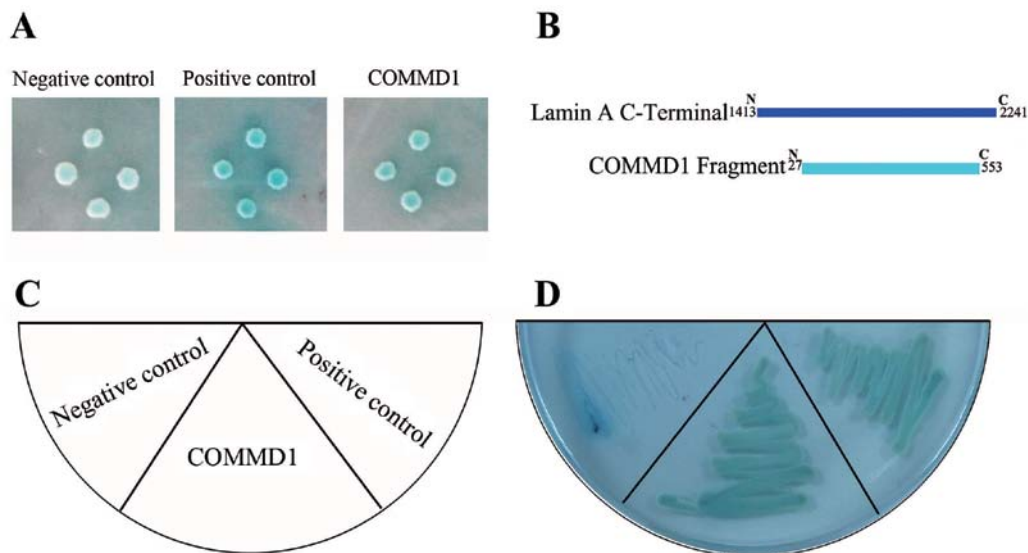 A
Negative control
Positive control
COMMD1
B
N
C
Lamin A C-Terminal 1413
2241
N
C
COMMD1 Fragment 27
553
C
Negative control
COMMD1
Positive control
D